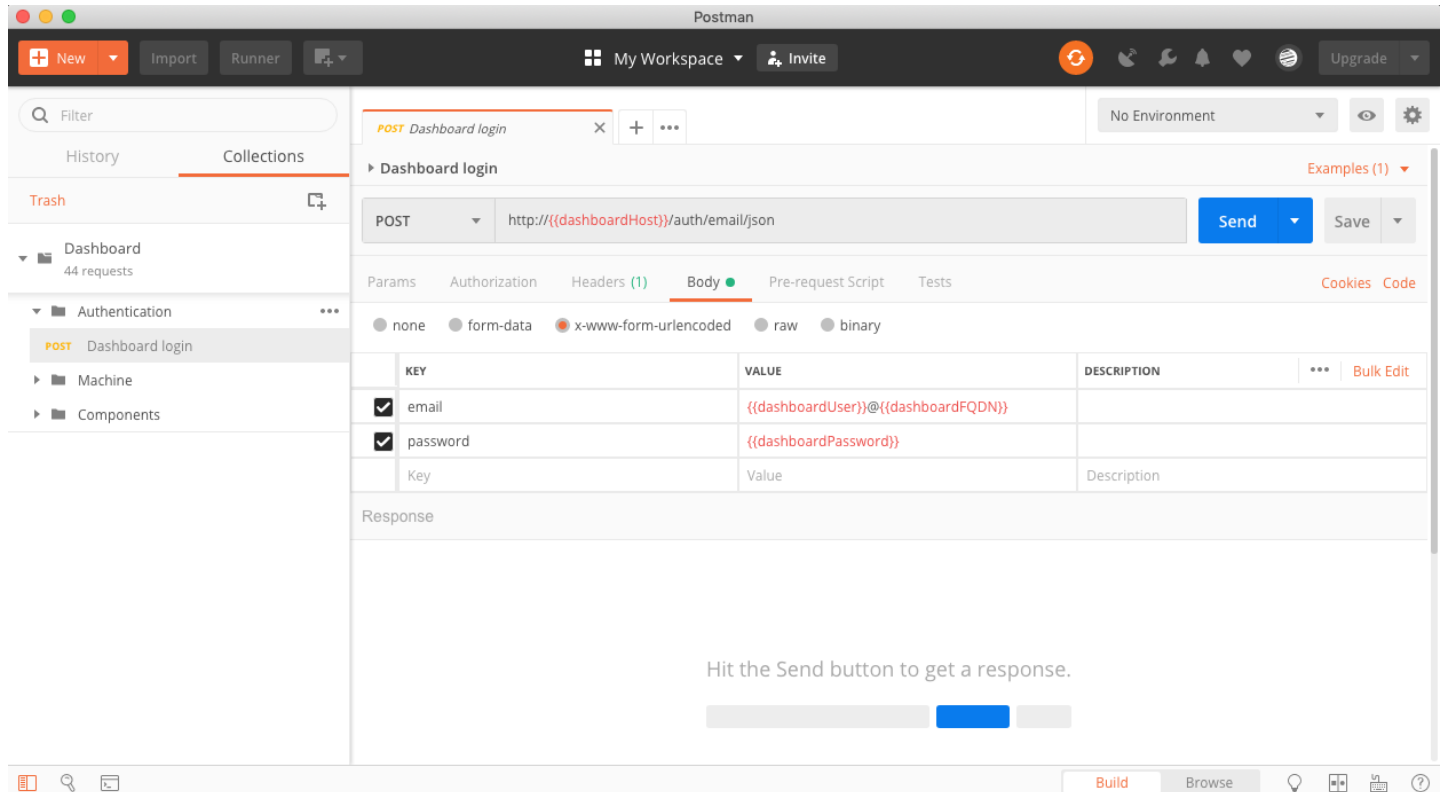 Postman
New
Import
Runner
My Workspace
Invite
Upgrade
Filter
History
Collections
Trash
Dashboard
44 requests
Authentication
POST Dashboard login
Machine
Components
POST Dashboard login
No Environment
Dashboard login
Examples (1)
POST
http://{{dashboardHost}}/auth/email/json
Send
Save
Params
Authorization
Headers (1)
Body
Pre-request Script
Tests
Cookies
Code
none
form-data
x-www-form-urlencoded
raw
binary
KEY
VALUE
DESCRIPTION
Bulk Edit
email
{{dashboardUser}}@{{dashboardFQDN}}
password
{{dashboardPassword}}
Key
Value
Description
Response
Hit the Send button to get a response.
Build
Browse